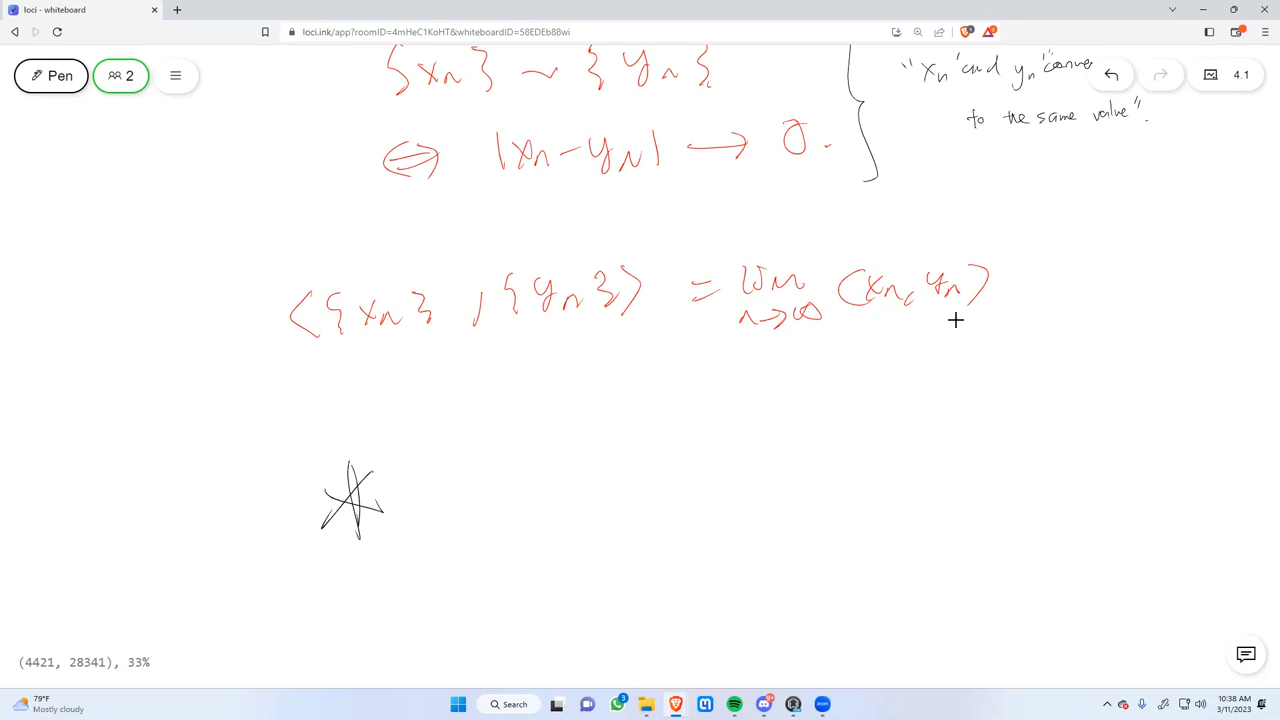 loci - whiteboard
loci.ink/app?roomID=4mHeC1KoHT&whiteboardID=58EDEb88wi
Pen
2
4.1
{xn} ~ {yn}
⇔ |xn - yn| → 0.
"xn" and yn "conve
to the same value".
⟨{xn}, {yn}⟩ = lim (xn, yn)
n→∞
(4421, 28341), 33%
79°F
Mostly cloudy
Search
3
10:38 AM
3/11/2023